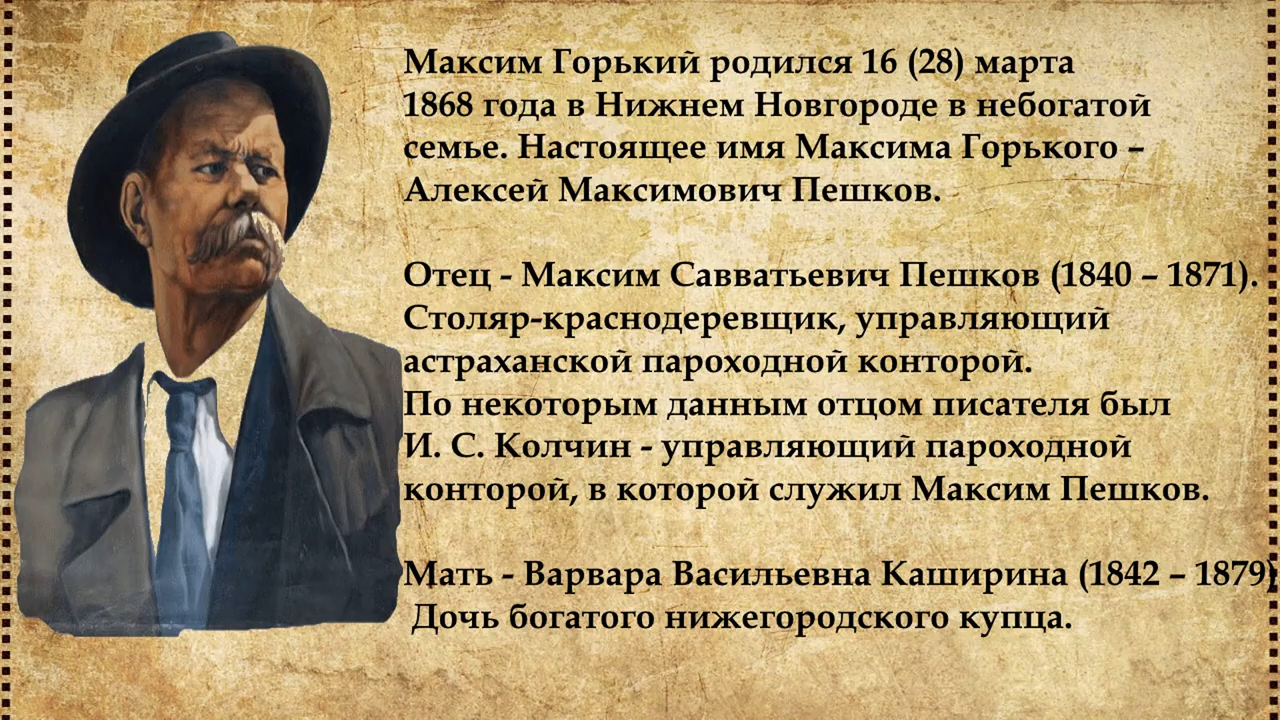 Максим Горький родился 16 (28) марта
1868 года в Нижнем Новгороде в небогатой
семье. Настоящее имя Максима Горького –
Алексей Максимович Пешков.
Отец - Максим Савватьевич Пешков (1840 – 1871).
Столяр-краснодеревщик, управляющий
астраханской пароходной конторой.
По некоторым данным отцом писателя был
И. С. Колчин - управляющий пароходной
конторой, в которой служил Максим Пешков.
Мать - Варвара Васильевна Каширина (1842 – 1879).
Дочь богатого нижегородского купца.